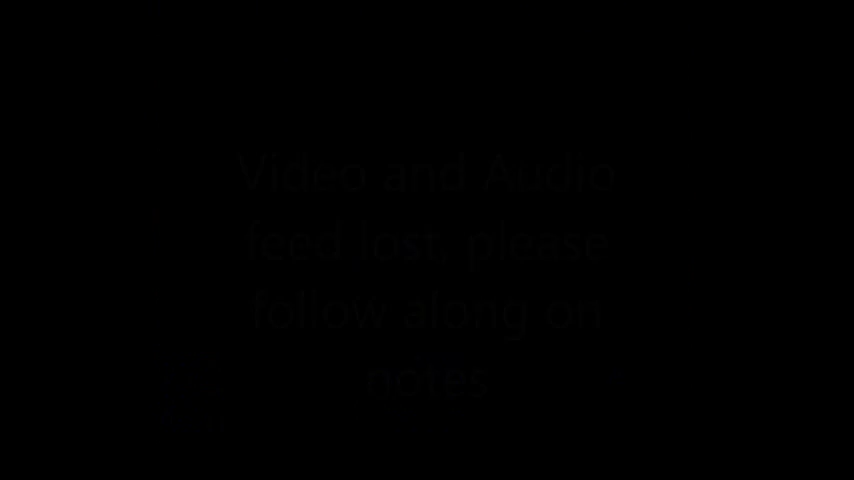 Video and Audio
feed lost, please
follow along on
notes